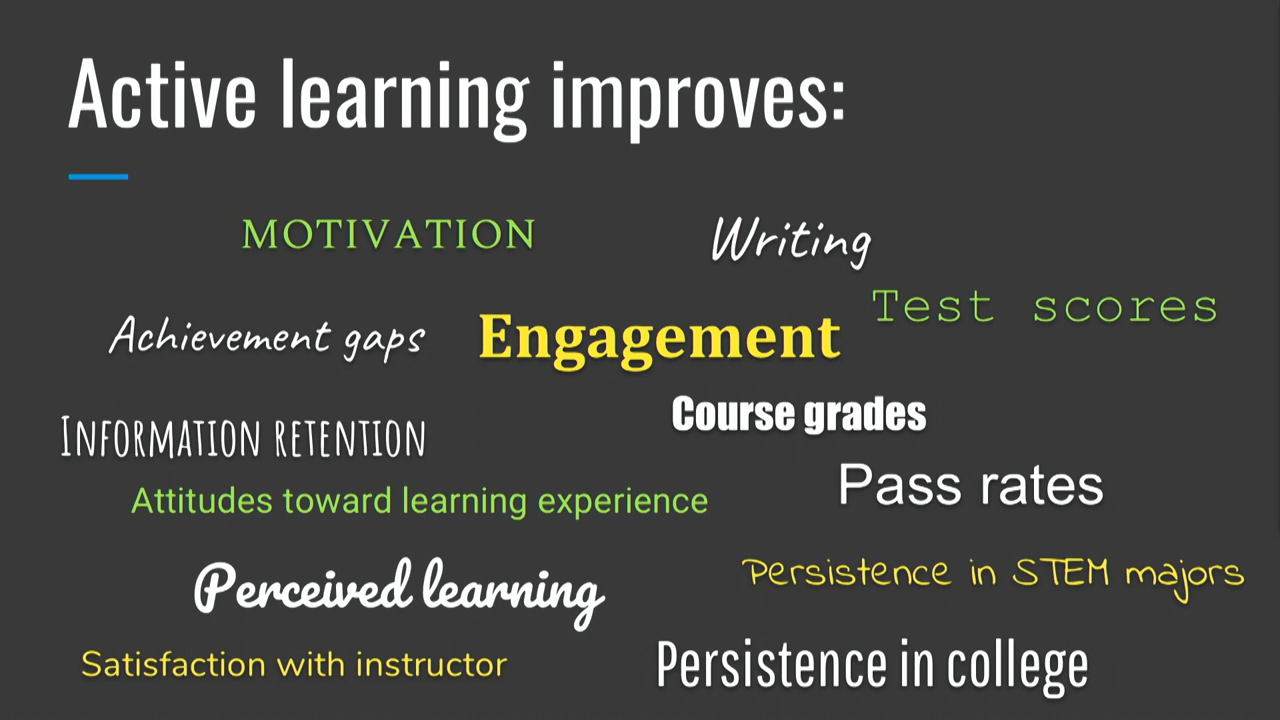 Active learning improves:
MOTIVATION
Writing
Test scores
Achievement gaps
Engagement
Course grades
INFORMATION RETENTION
Pass rates
Attitudes toward learning experience
Perceived learning
Persistence in STEM majors
Satisfaction with instructor
Persistence in college